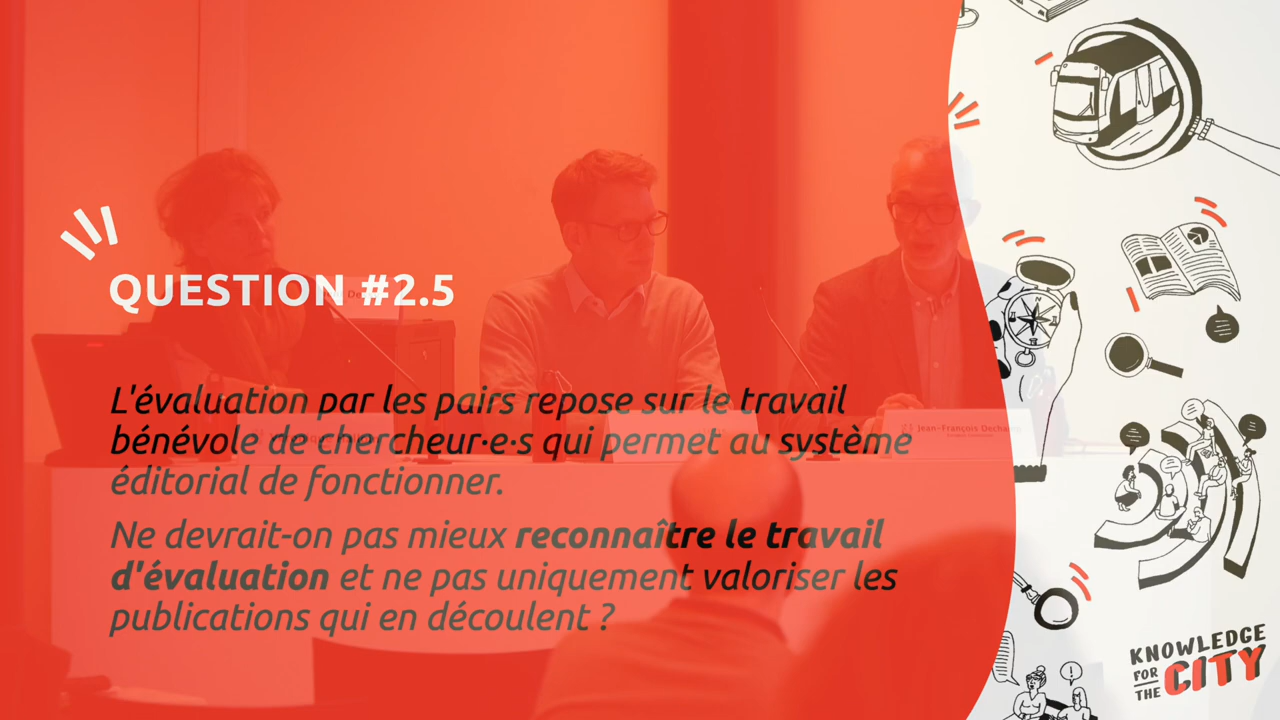 QUESTION #2.5
L'évaluation par les pairs repose sur le travail
bénévole de chercheur·e·s qui permet au système
éditorial de fonctionner.
Ne devrait-on pas mieux reconnaître le travail
d'évaluation et ne pas uniquement valoriser les
publications qui en découlent ?
Jean-François
KNOWLEDGE
FOR
THE
CITY